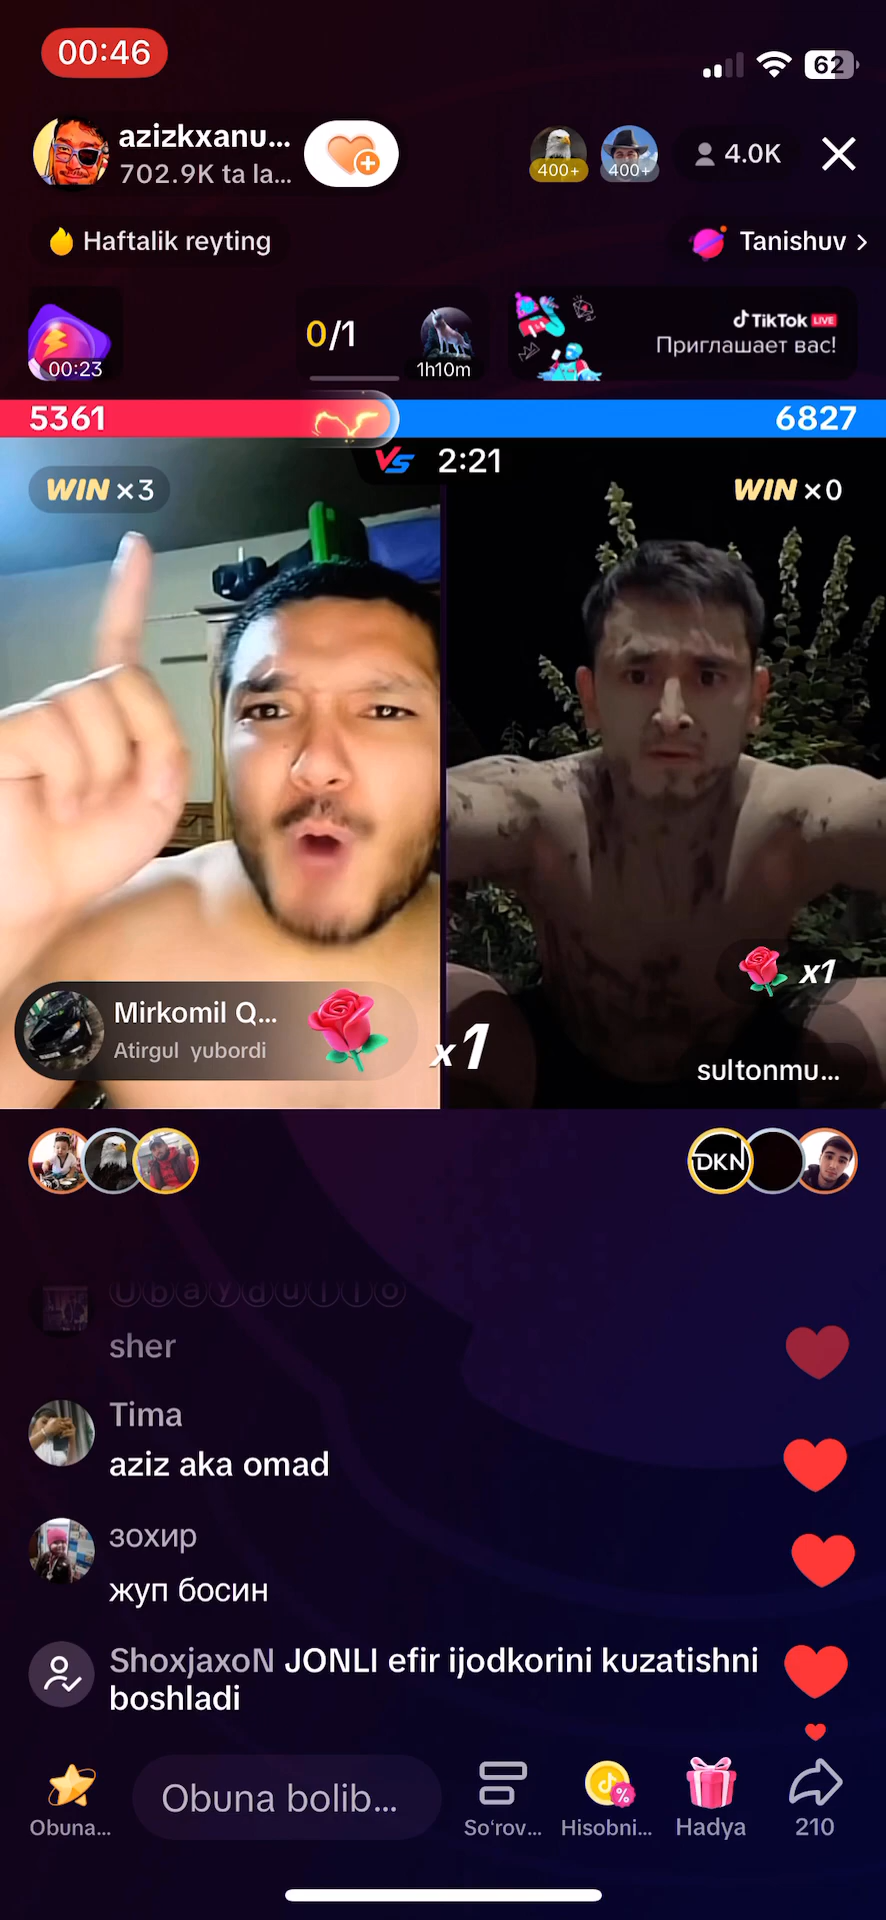 00:46
62
azizkxanu...
702.9K ta la...
400+
400+
4.0K
Haftalik reyting
Tanishuv
00:23
0/1
1h10m
TikTok LIVE
Приглашает вас!
5361
6827
VS 2:21
WIN ×3
WIN ×0
x1
Mirkomil Q...
Atirgul yubordi
x1
sultonmu...
DKN
Ubaydullo
sher
Tima
aziz aka omad
зохир
жуп босин
ShoxjaxoN JONLI efir ijodkorini kuzatishni
boshladi
Obuna bolib...
Obuna...
So‘rov...
Hisobni...
Hadya
210